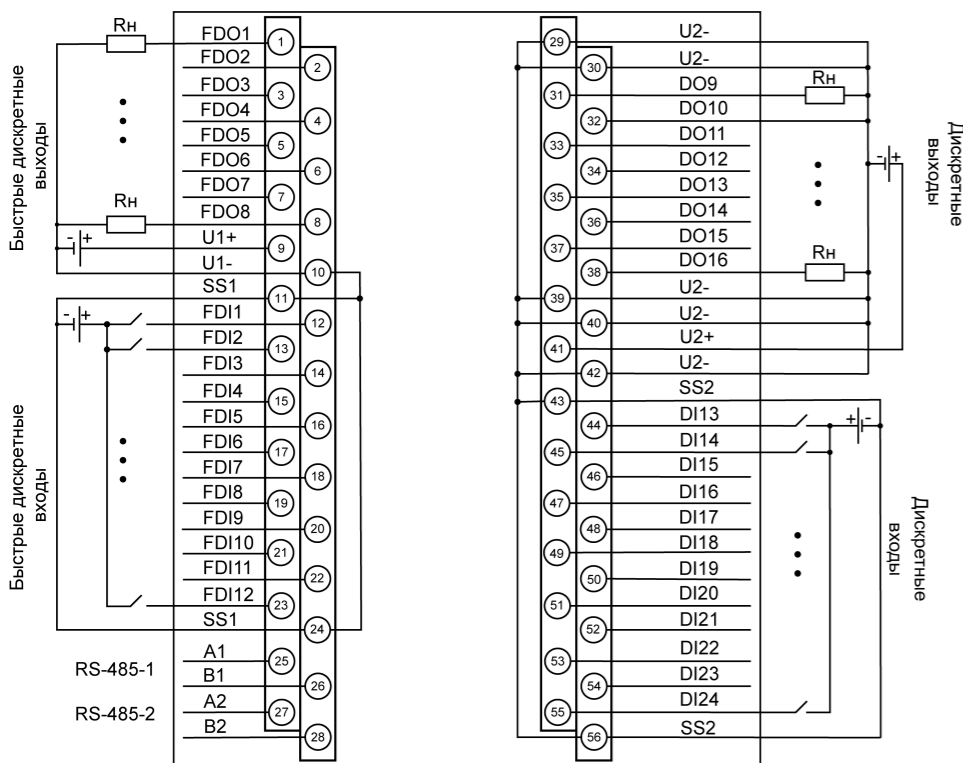 Быстрые дискретные
выходы
Rн
Rн
- +
FDO1
1
FDO2
2
FDO3
3
FDO4
4
FDO5
5
FDO6
6
FDO7
7
FDO8
8
U1+
9
U1-
10
SS1
11
Быстрые дискретные
входы
- +
FDI1
12
FDI2
13
FDI3
14
FDI4
15
FDI5
16
FDI6
17
FDI7
18
FDI8
19
FDI9
20
FDI10
21
FDI11
22
FDI12
23
SS1
24
RS-485-1
A1
25
B1
26
RS-485-2
A2
27
B2
28
29
U2-
30
U2-
31
DO9
Rн
32
DO10
33
DO11
34
DO12
35
DO13
36
DO14
37
DO15
38
DO16
Rн
- +
Дискретные
выходы
39
U2-
40
U2-
41
U2+
42
U2-
43
SS2
44
DI13
+ -
45
DI14
46
DI15
47
DI16
48
DI17
49
DI18
50
DI19
51
DI20
52
DI21
53
DI22
54
DI23
55
DI24
56
SS2
Дискретные
входы